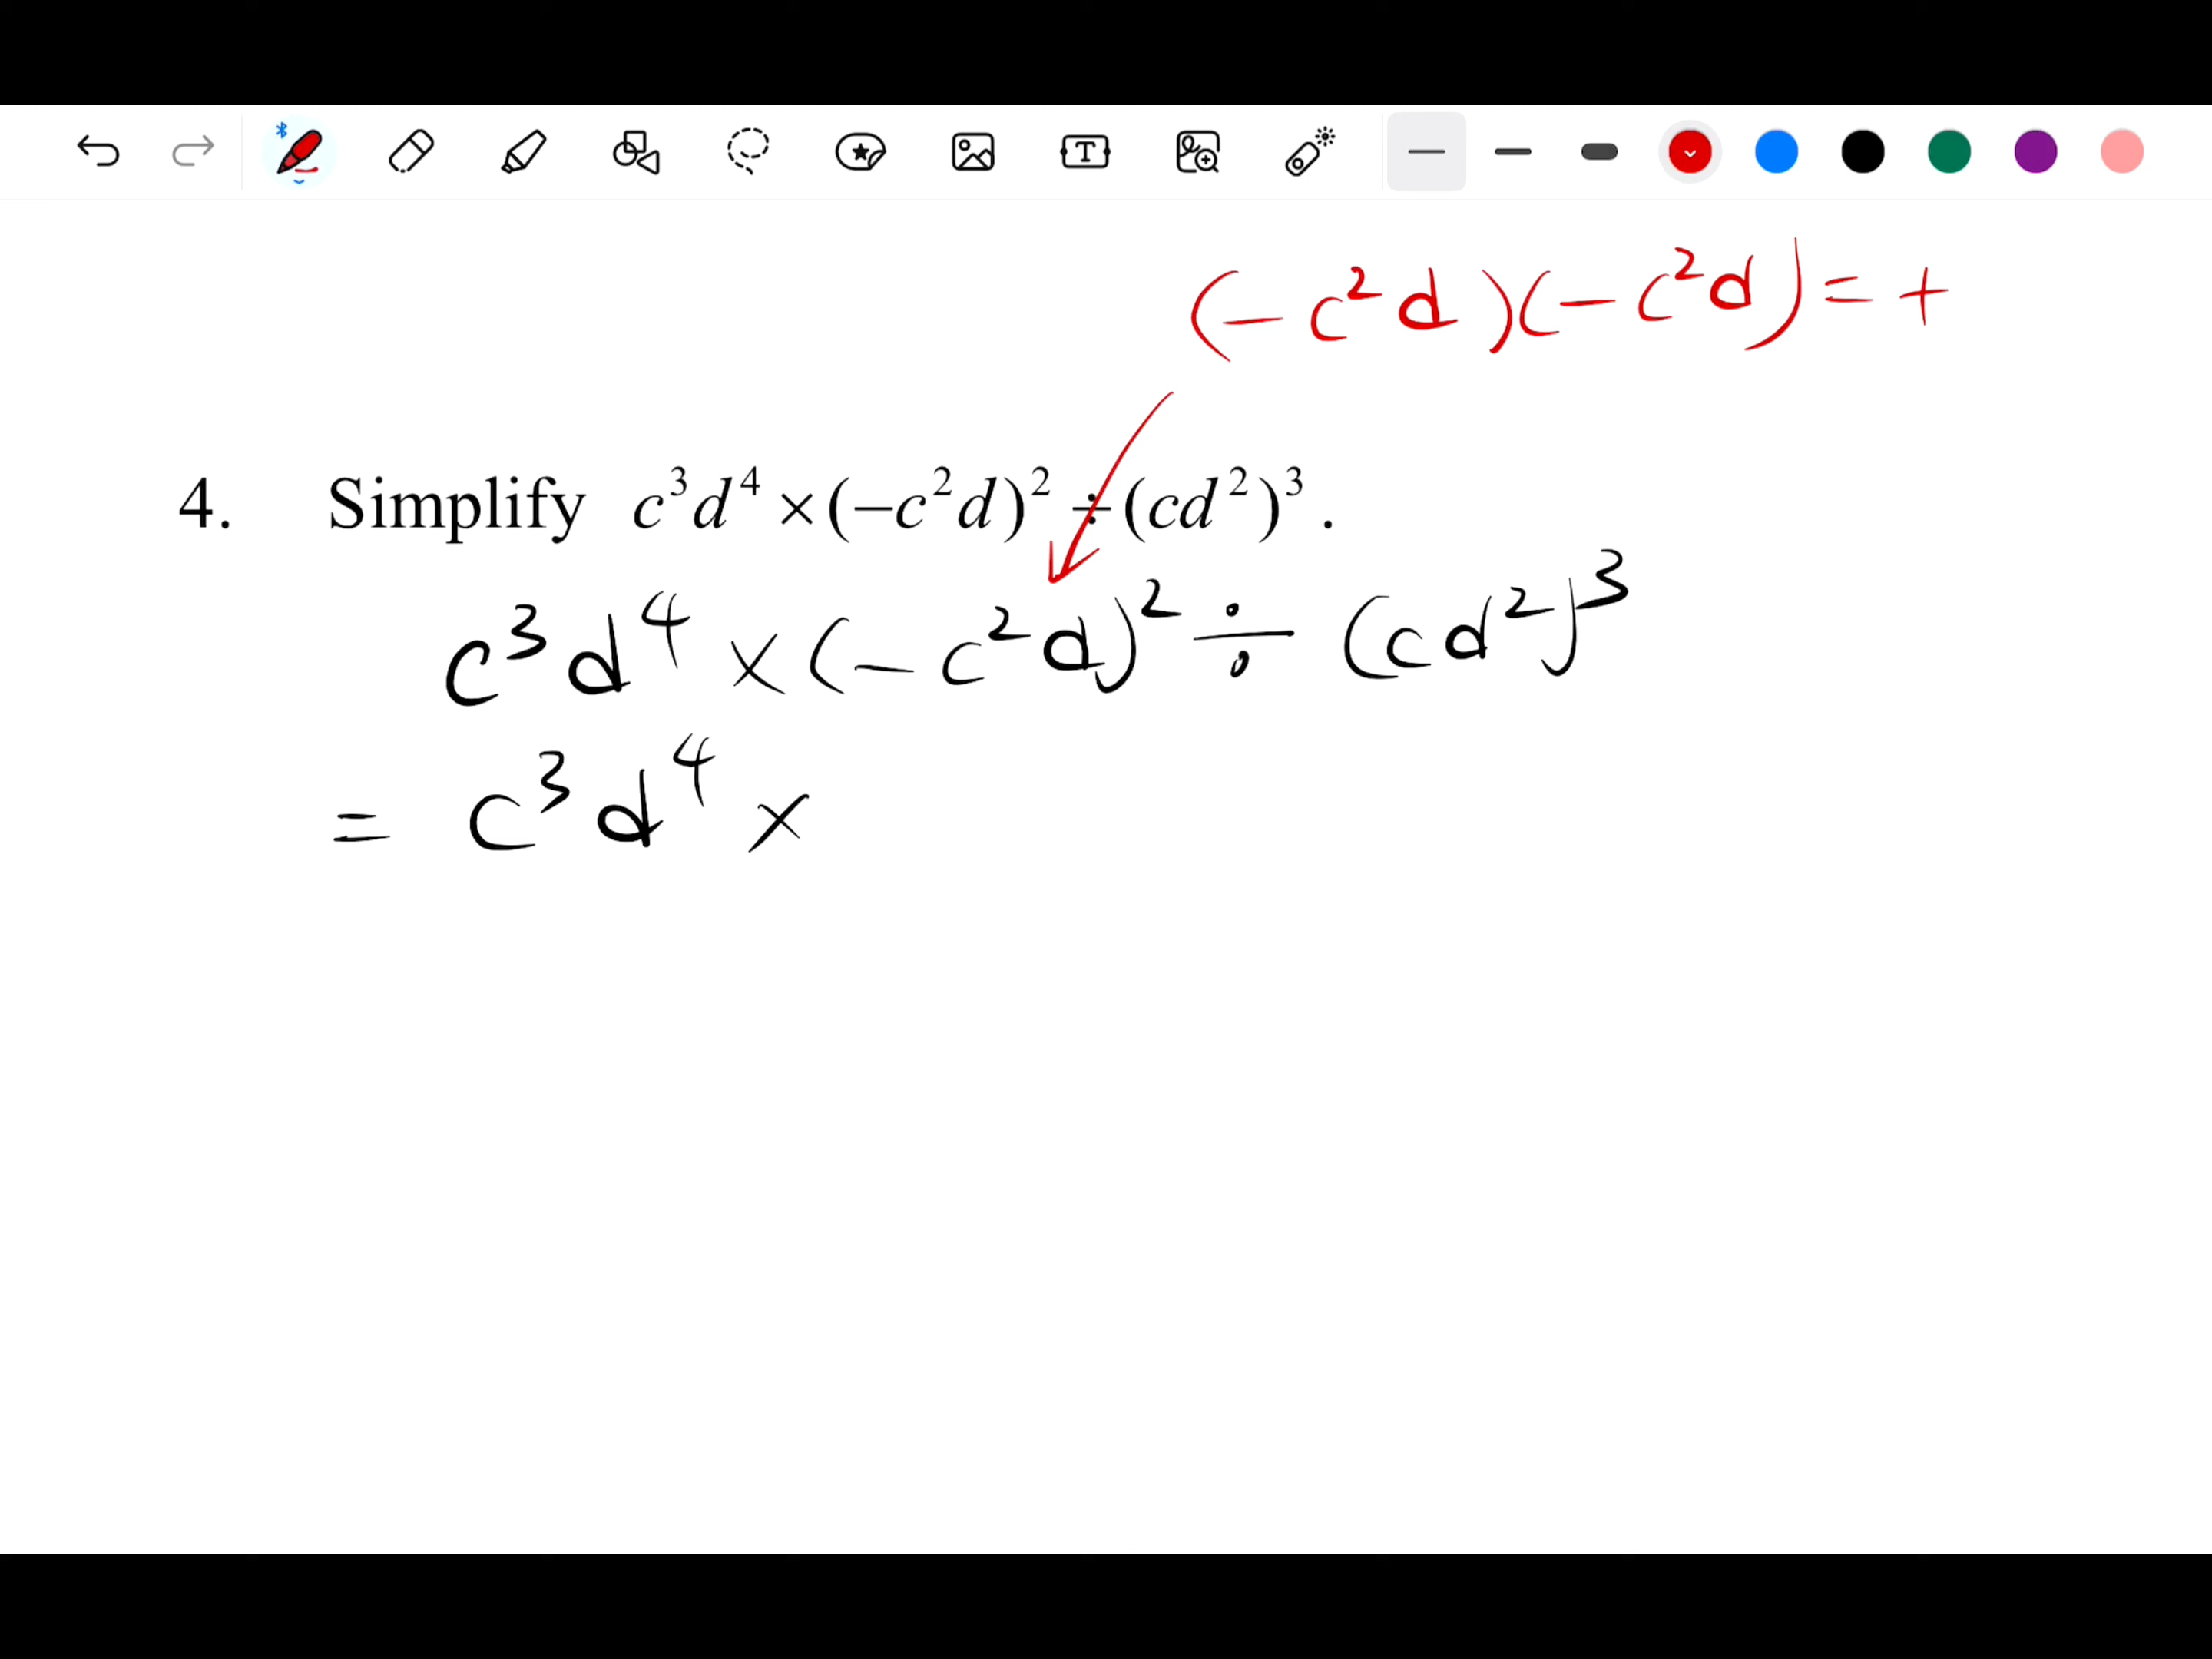 (-c²d)(-c²d) = +
4. Simplify c³d⁴×(−c²d)²÷(cd²)³.
c³d⁴×(-c²d)²÷(cd²)³
= c³d⁴×